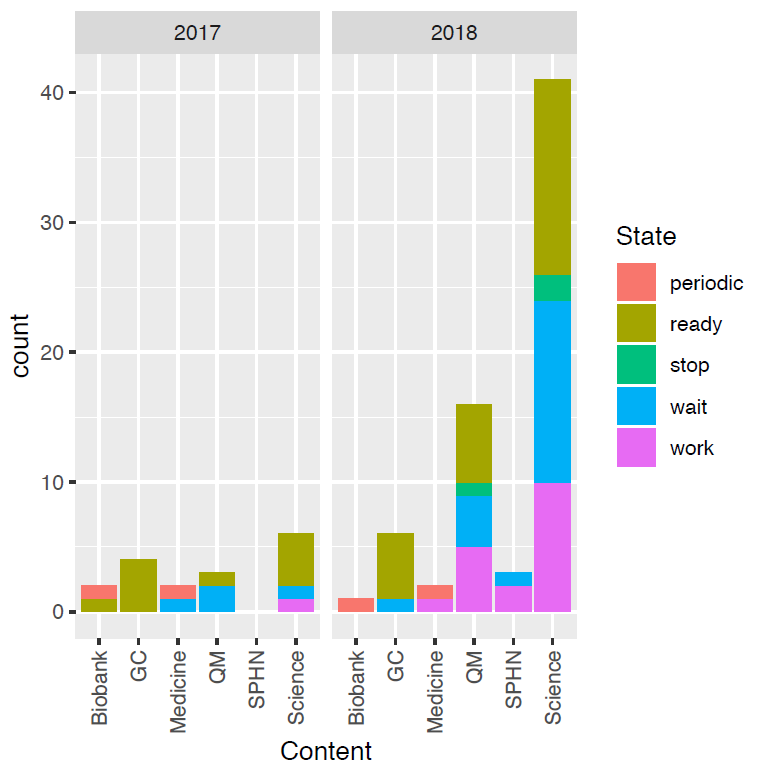 2017
2018
40
30
20
10
0
count
Biobank
GC
Medicine
QM
SPHN
Science
Biobank
GC
Medicine
QM
SPHN
Science
Content
State
periodic
ready
stop
wait
work